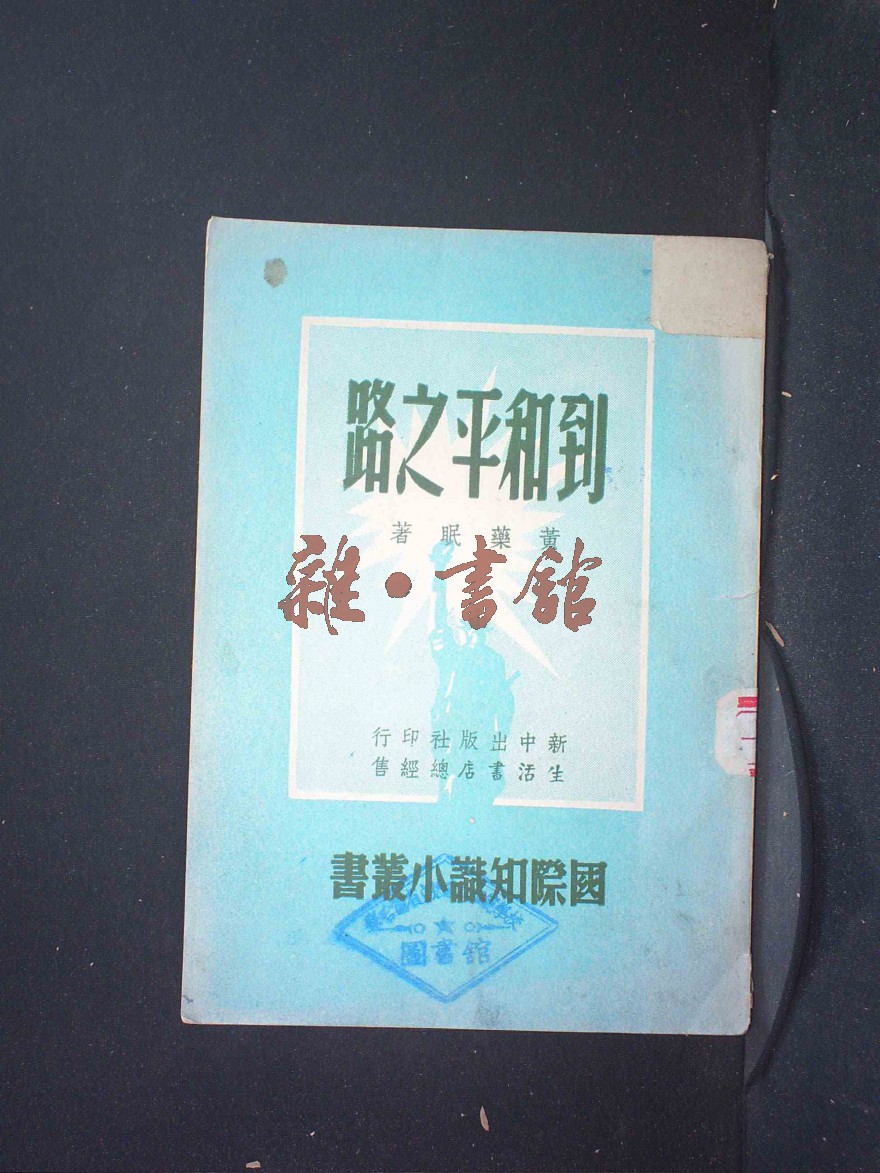 到和平之路
黃藥眠著
雜·書館
新中出版社印行
生活書店總經售
國際知識小叢書
圖書館